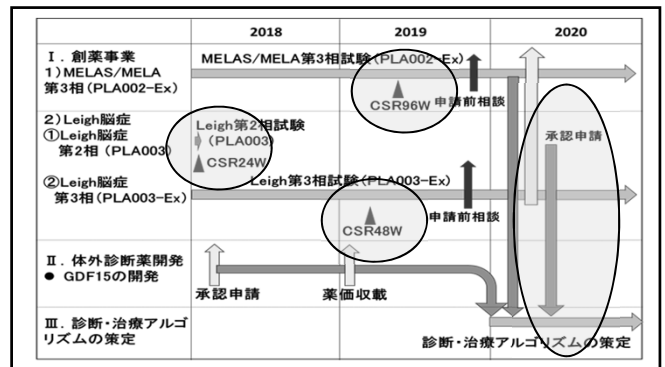 2018 2019 2020
Ⅰ．創薬事業
1）MELAS/MELA
第3相（PLA002-Ex）
MELAS/MELA第3相試験（PLA002-Ex）
CSR96W
申請前相談
2）Leigh脳症
①Leigh脳症
第2相（PLA003）
Leigh第2相試験
（PLA003）
CSR24W
承認申請
②Leigh脳症
第3相（PLA003-Ex）
Leigh第3相試験（PLA003-Ex）
CSR48W
申請前相談
Ⅱ．体外診断薬開発
● GDF15の開発
承認申請
薬価収載
Ⅲ．診断・治療アルゴ
リズムの策定
診断・治療アルゴリズムの策定